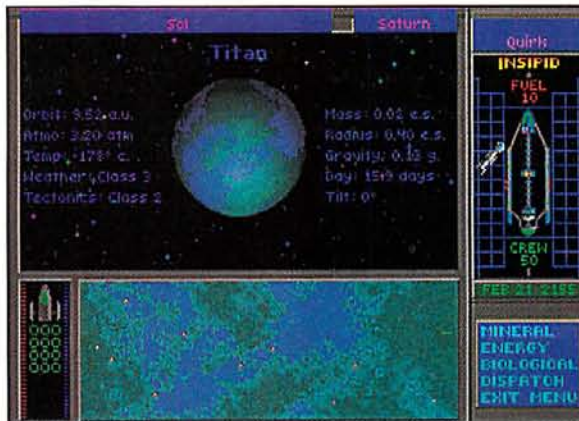 Sol
Saturn
Titan
Orbit: 9.52 a.u.
Atmo: 3.20 atm
Temp: -178° c.
Weather: Class 3
Tectonics: Class 2
Mass: 0.02 e.s.
Radius: 0.40 e.s.
Gravity: 0.13 g.
Day: 15.9 days
Tilt: 0°
Quirk
INSIPID
FUEL
10
CREW
50
FEB 21 2155
MINERAL
ENERGY
BIOLOGICAL
DISPATCH
EXIT MENU